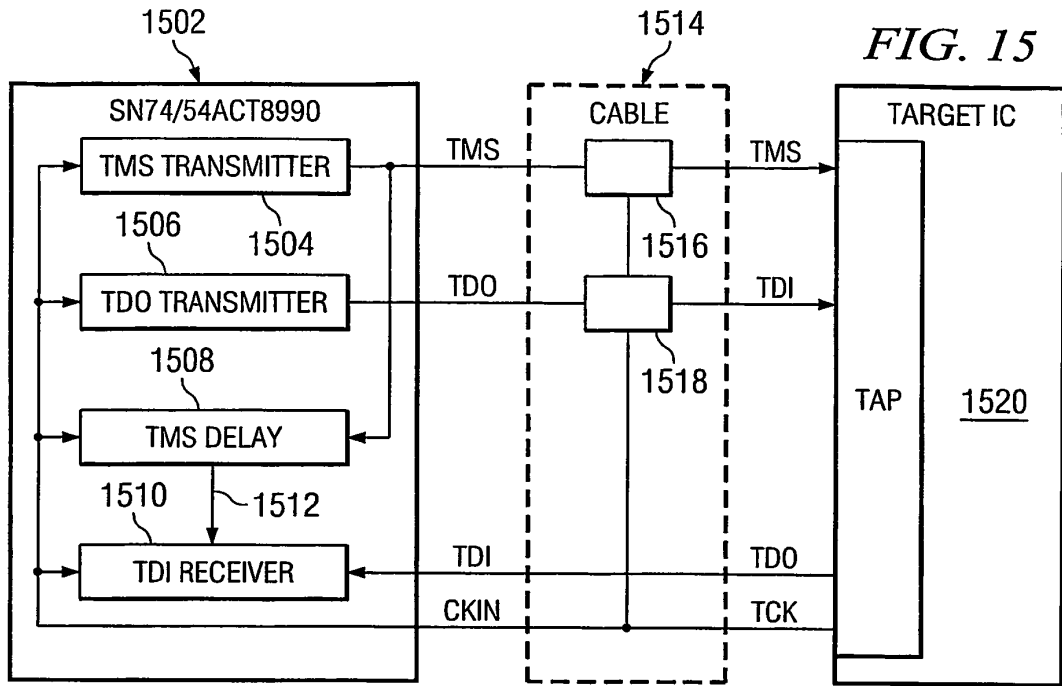 1502
1514
FIG. 15
SN74/54ACT8990
CABLE
TARGET IC
TMS TRANSMITTER
TMS
TMS
1504
1516
1506
TDO TRANSMITTER
TDO
TDI
1518
1508
TMS DELAY
TAP
1520
1512
1510
TDI RECEIVER
TDI
TDO
CKIN
TCK